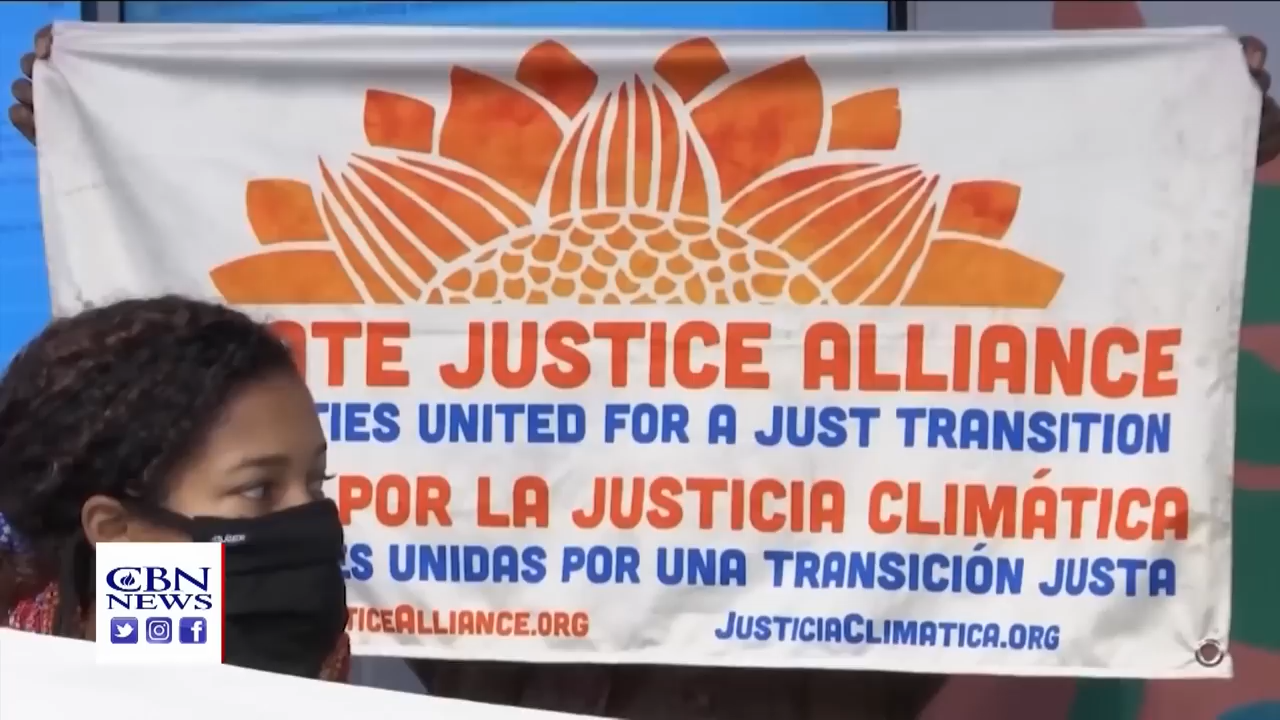 ATE JUSTICE ALLIANCE
TIES UNITED FOR A JUST TRANSITION
POR LA JUSTICIA CLIMÁTICA
ES UNIDAS POR UNA TRANSICIÓN JUSTA
TICEALLIANCE.ORG
JUSTICIACLIMATICA.ORG
CBN
NEWS